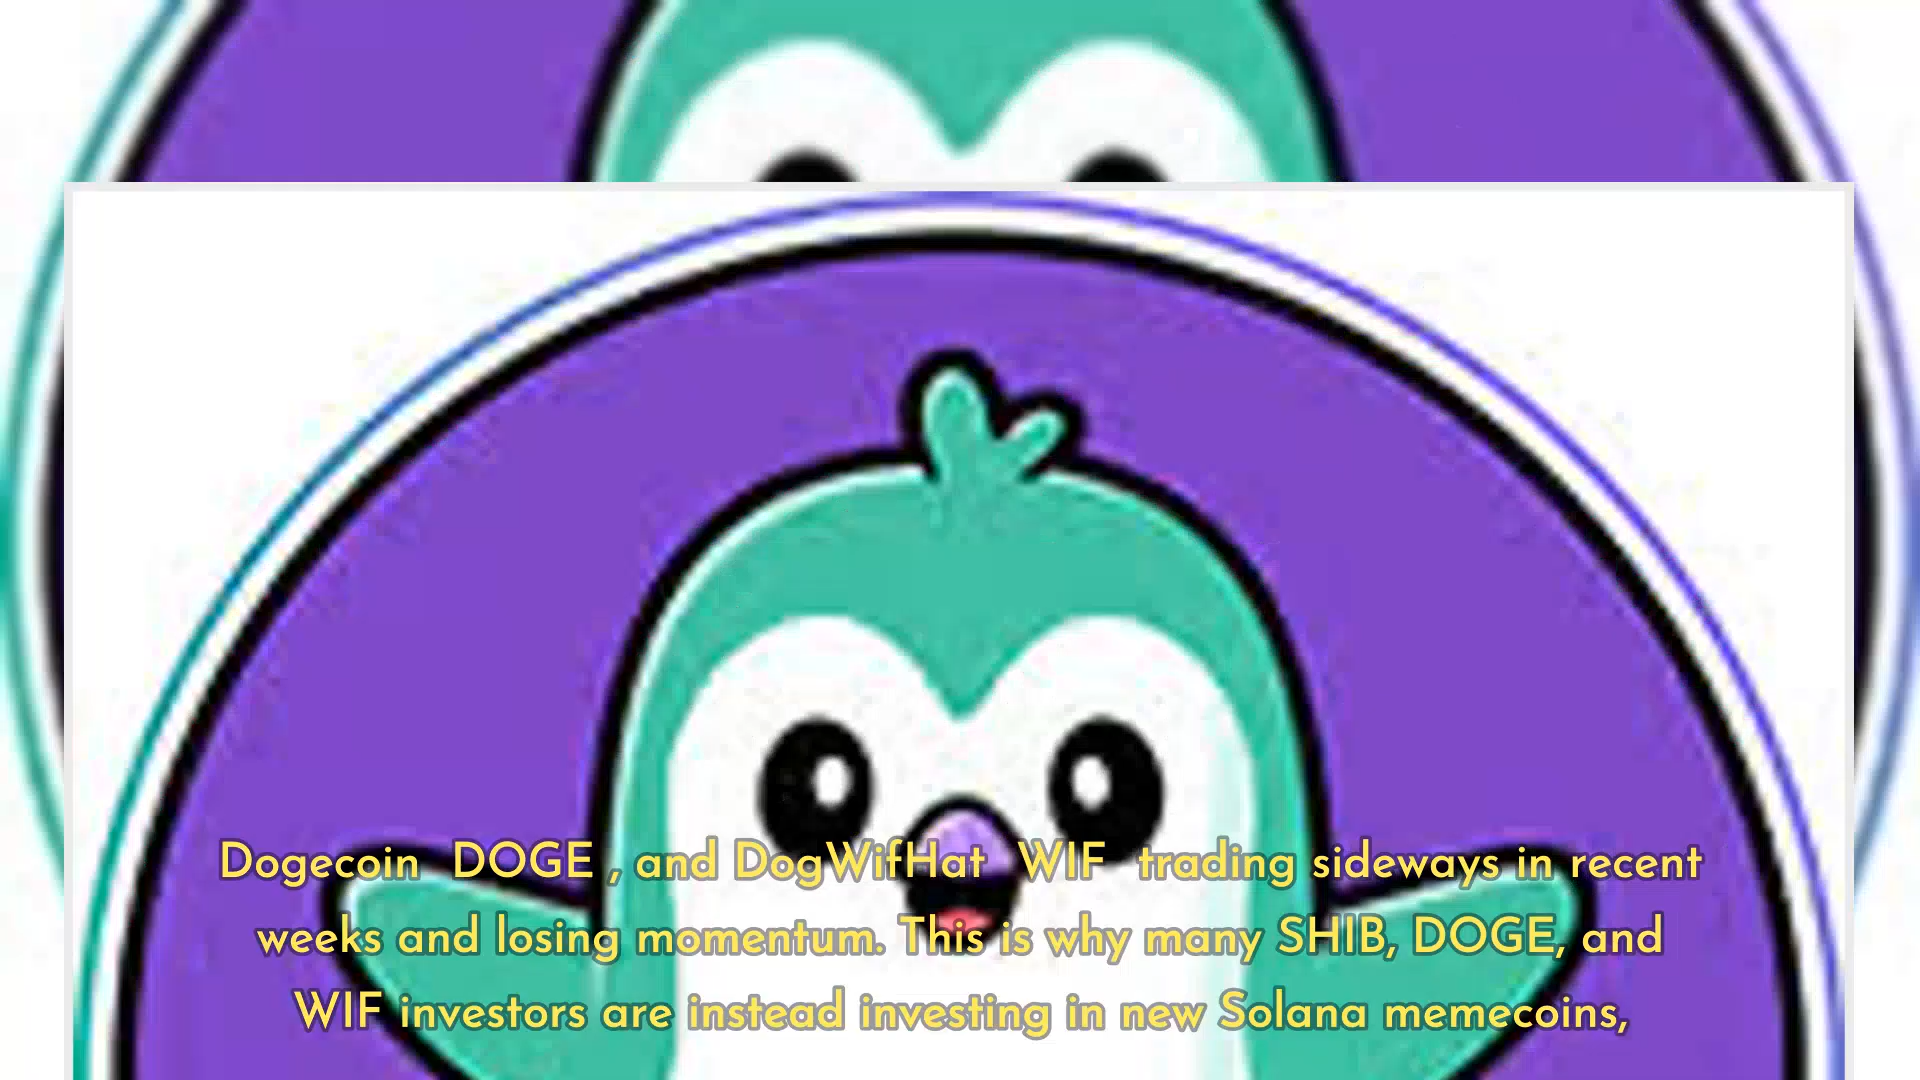 Dogecoin DOGE , and DogWifHat WIF trading sideways in recent
weeks and losing momentum. This is why many SHIB, DOGE, and
WIF investors are instead investing in new Solana memecoins,